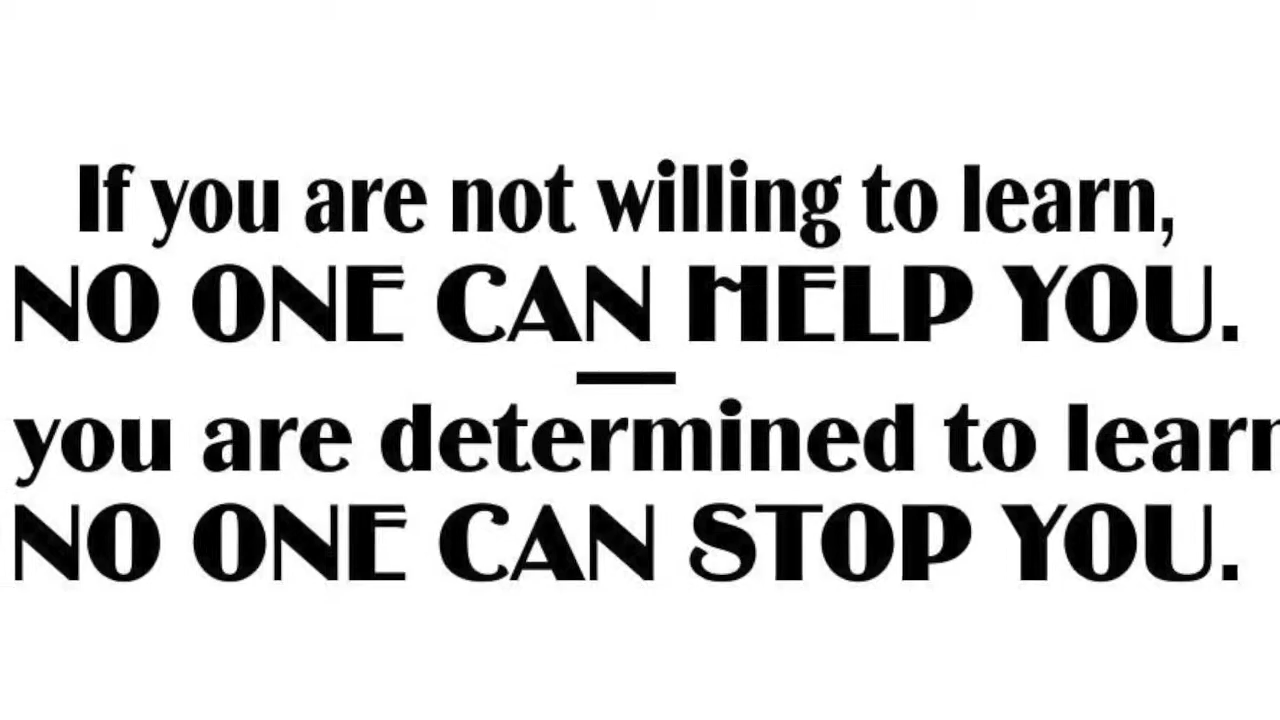 If you are not willing to learn,
NO ONE CAN HELP YOU.
you are determined to learn
NO ONE CAN STOP YOU.